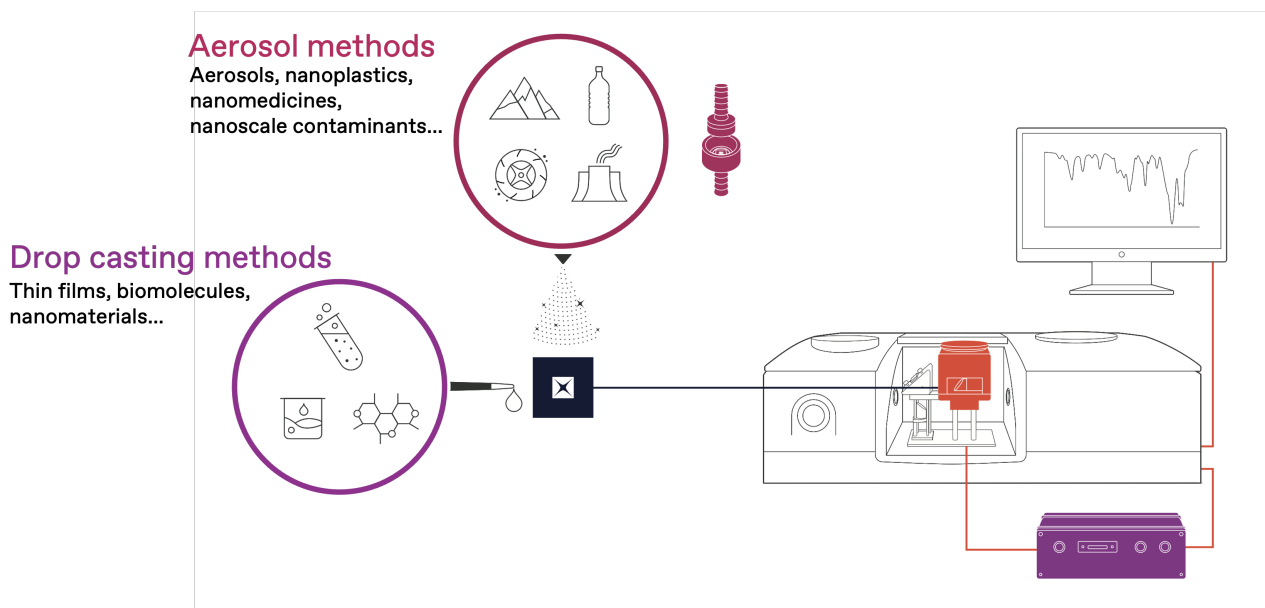 Aerosol methods
Aerosols, nanoplastics,
nanomedicines,
nanoscale contaminants...
Drop casting methods
Thin films, biomolecules,
nanomaterials...